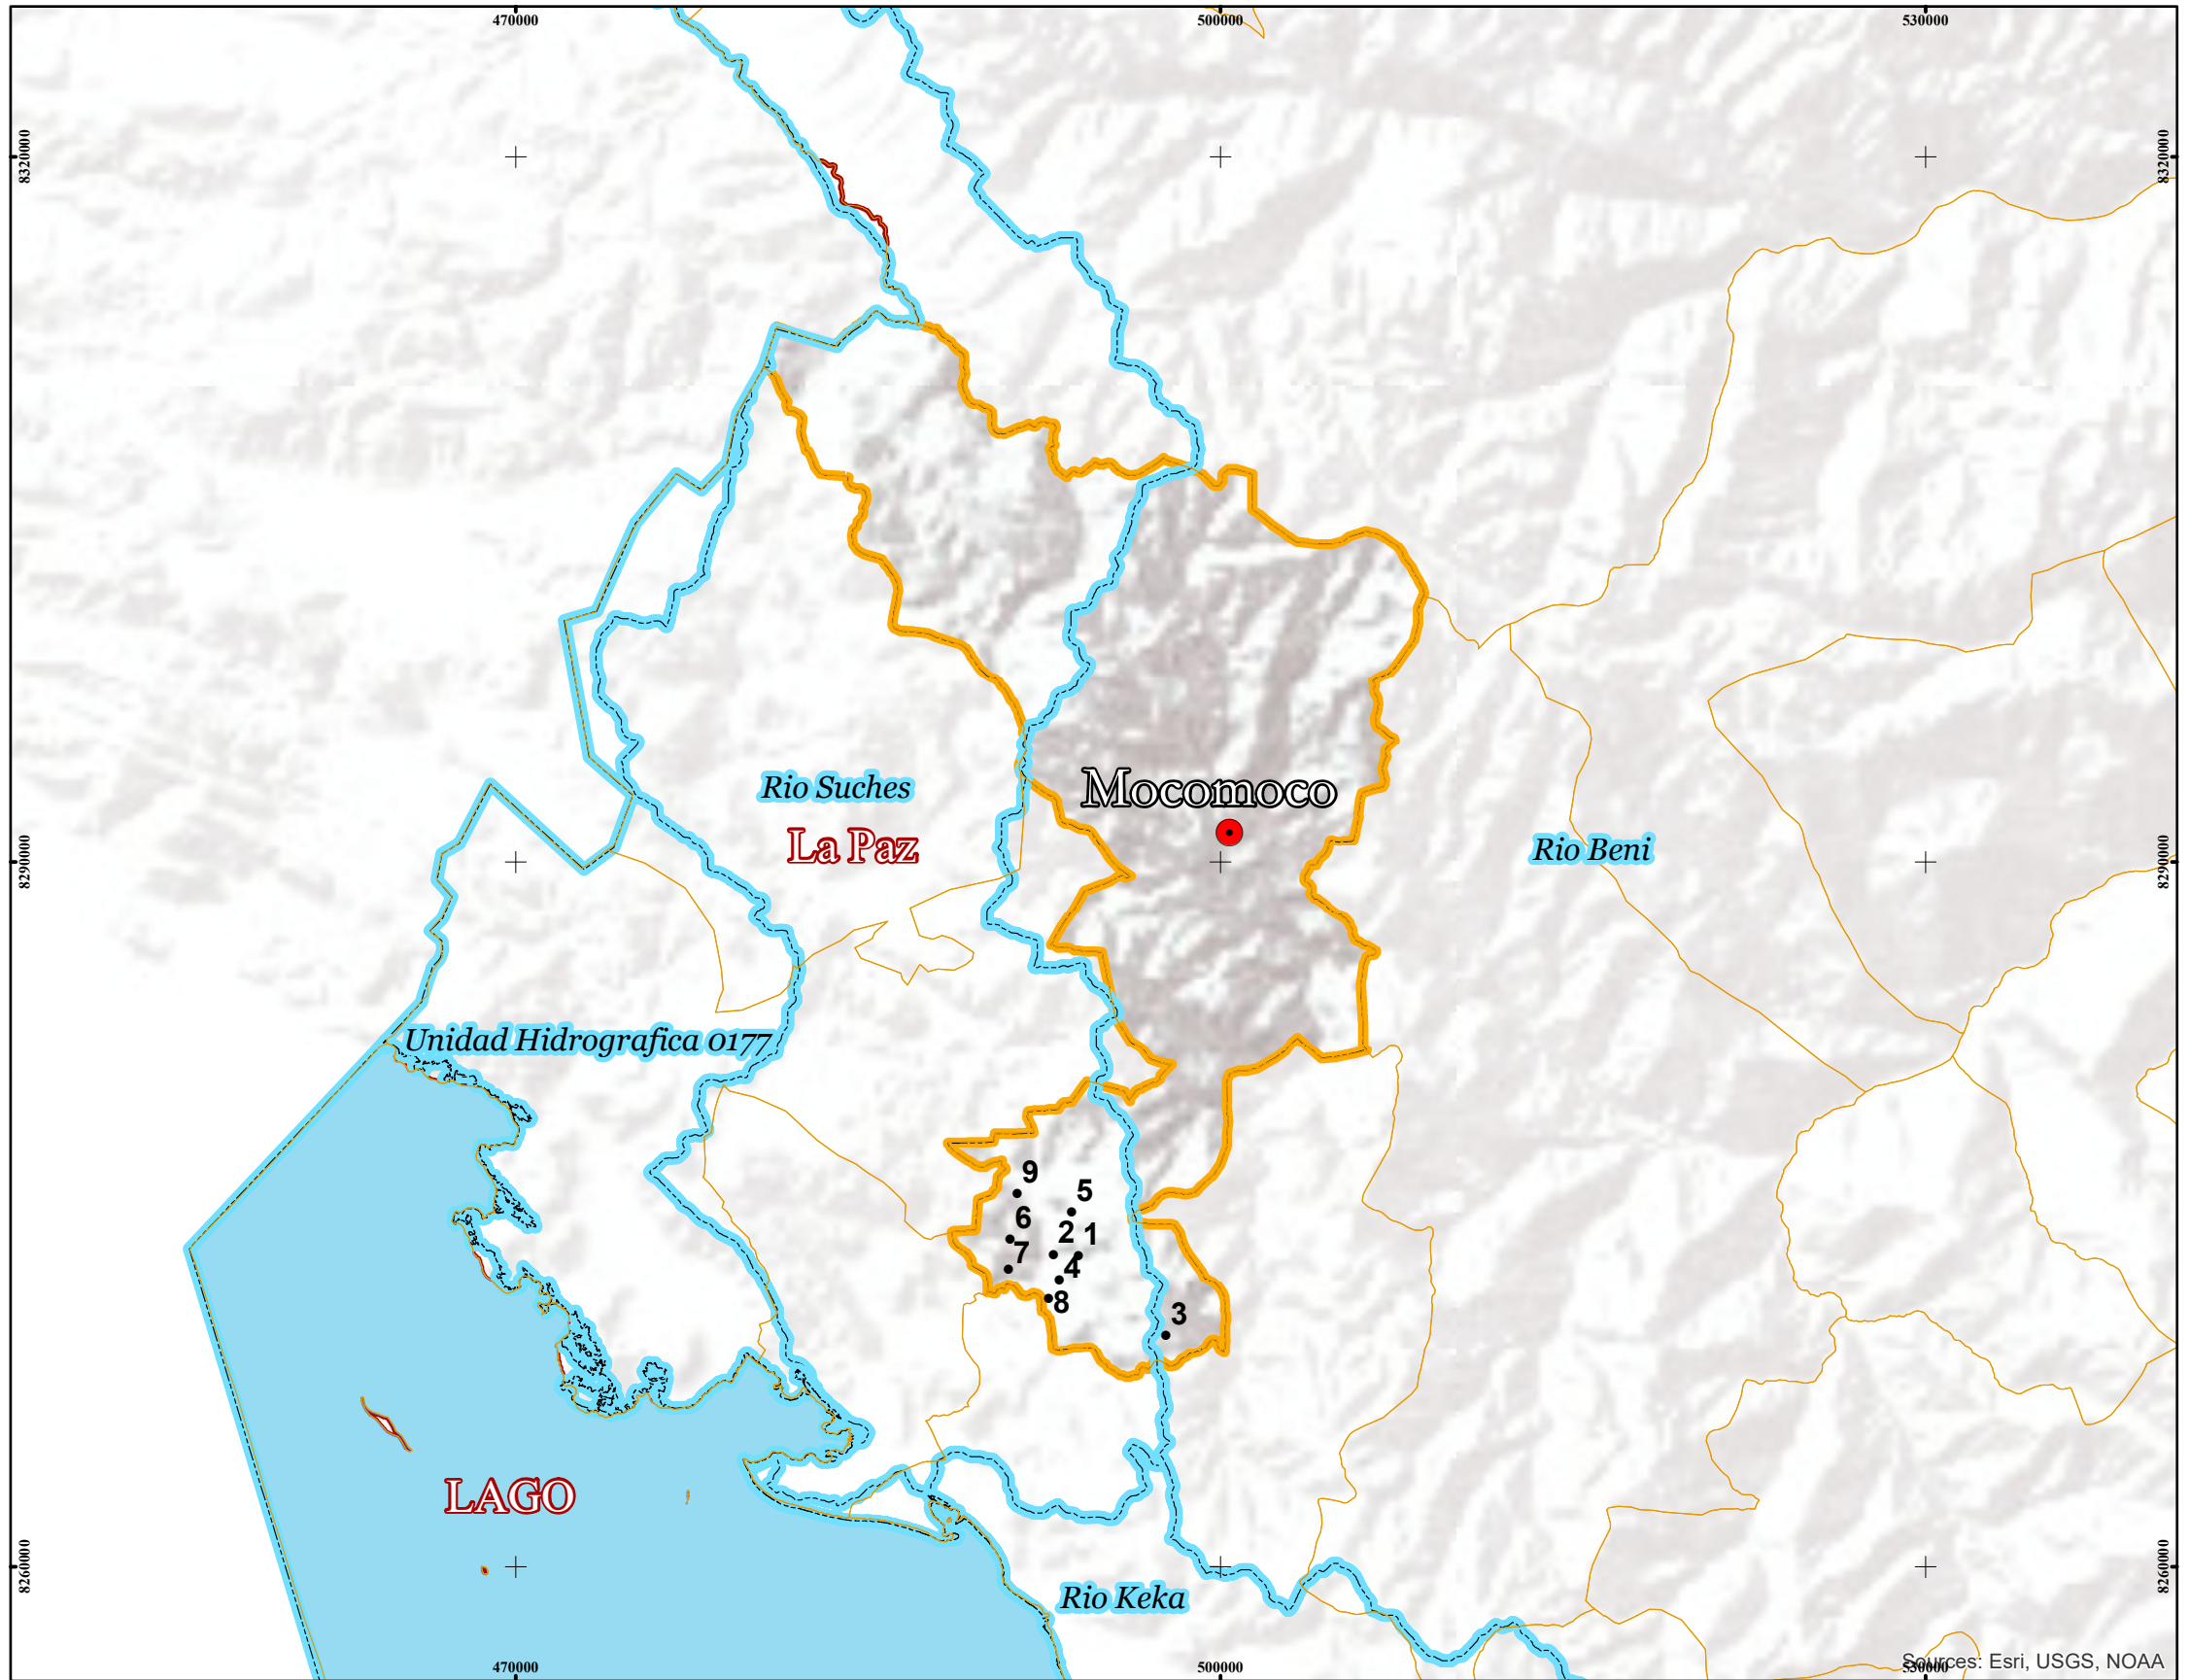 470000
500000
530000
8320000
8320000
Mocomoco
Rio Suches
La Paz
Rio Beni
8290000
8290000
Unidad Hidrografica 0177
9
5
6
2
1
7
4
8
3
LAGO
8260000
8260000
Rio Keka
470000
500000
530000
Sources: Esri, USGS, NOAA